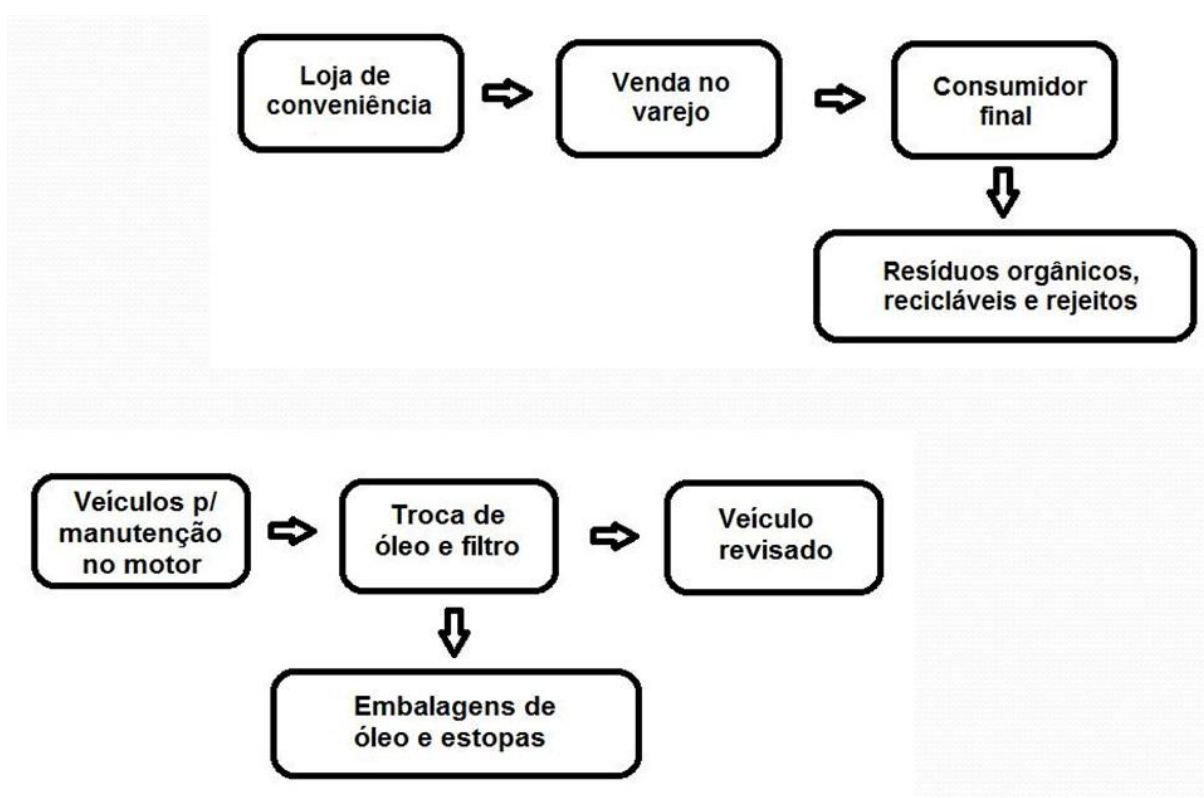 Loja de
conveniência
Venda no
varejo
Consumidor
final
Resíduos orgânicos,
recicláveis e rejeitos
Veículos p/
manutenção
no motor
Troca de
óleo e filtro
Veículo
revisado
Embalagens de
óleo e estopas